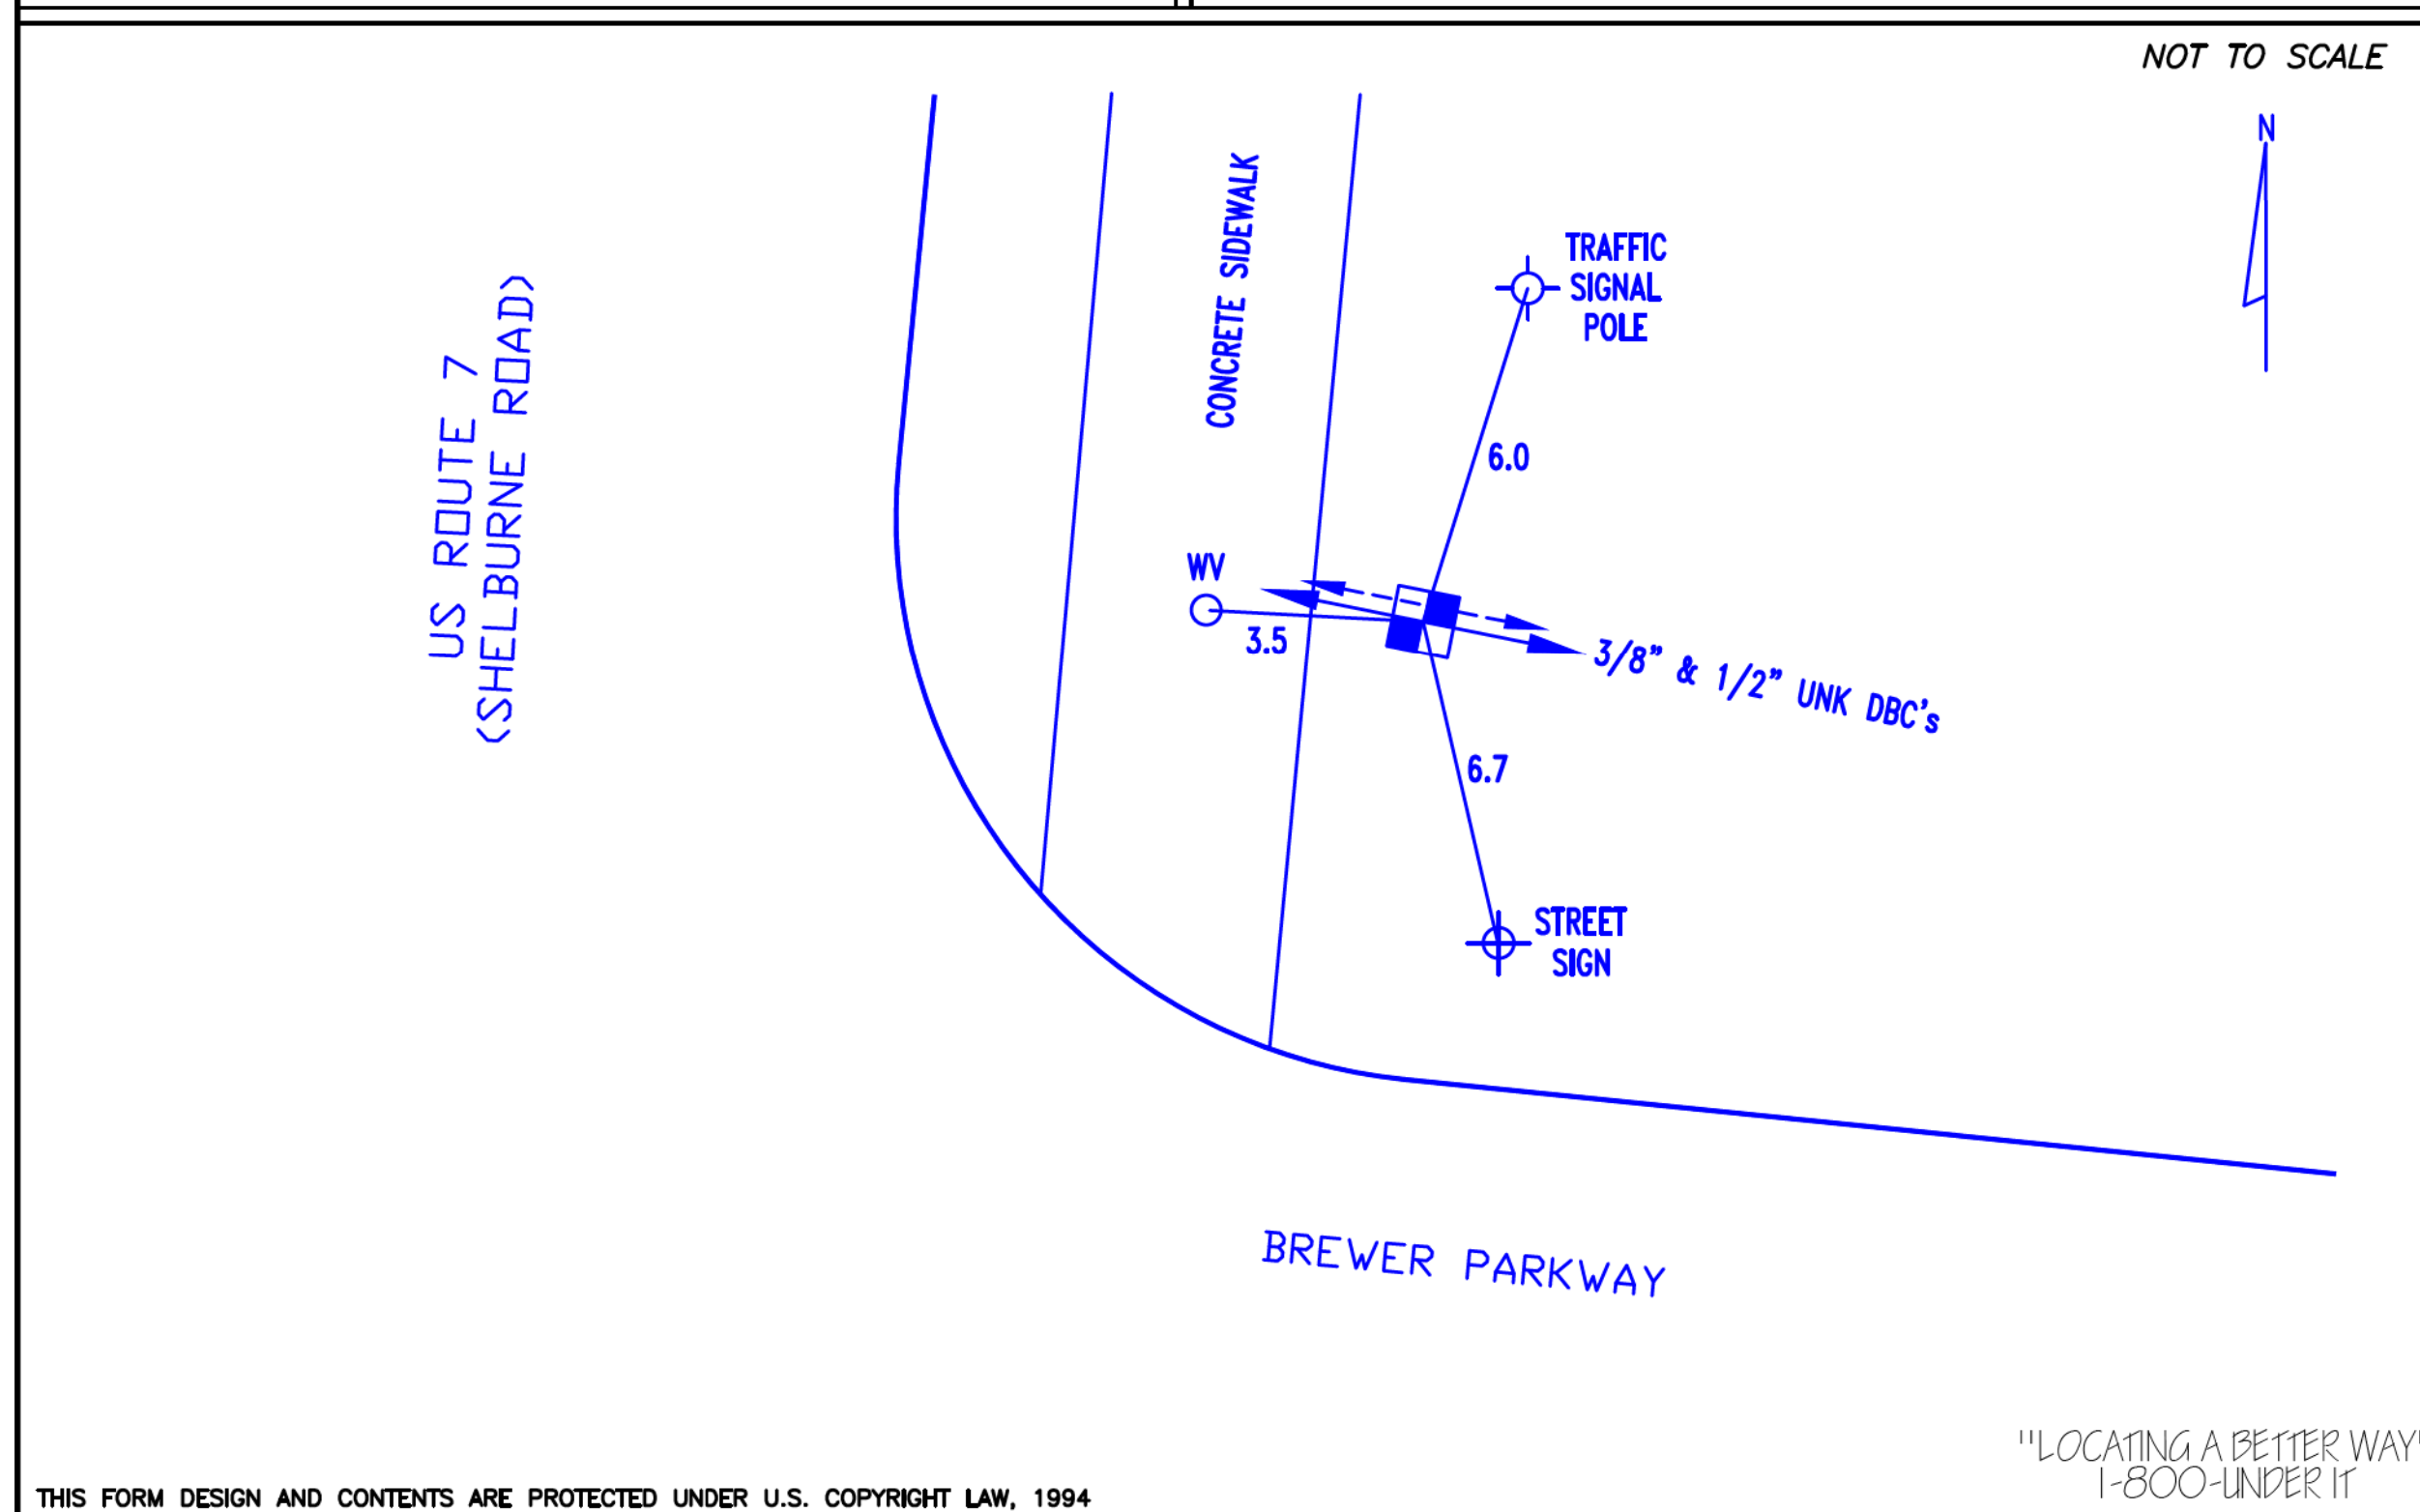 NOT TO SCALE
N
US ROUTE 7
(SHELBURNE ROAD)
CONCRETE SIDEWALK
TRAFFIC
SIGNAL
POLE
6.0
WV
3.5
3/8" & 1/2" UNK DBC's
6.7
STREET
SIGN
BREWER PARKWAY
"LOCATING A BETTER WAY"
1-800-UNDER IT
THIS FORM DESIGN AND CONTENTS ARE PROTECTED UNDER U.S. COPYRIGHT LAW, 1994